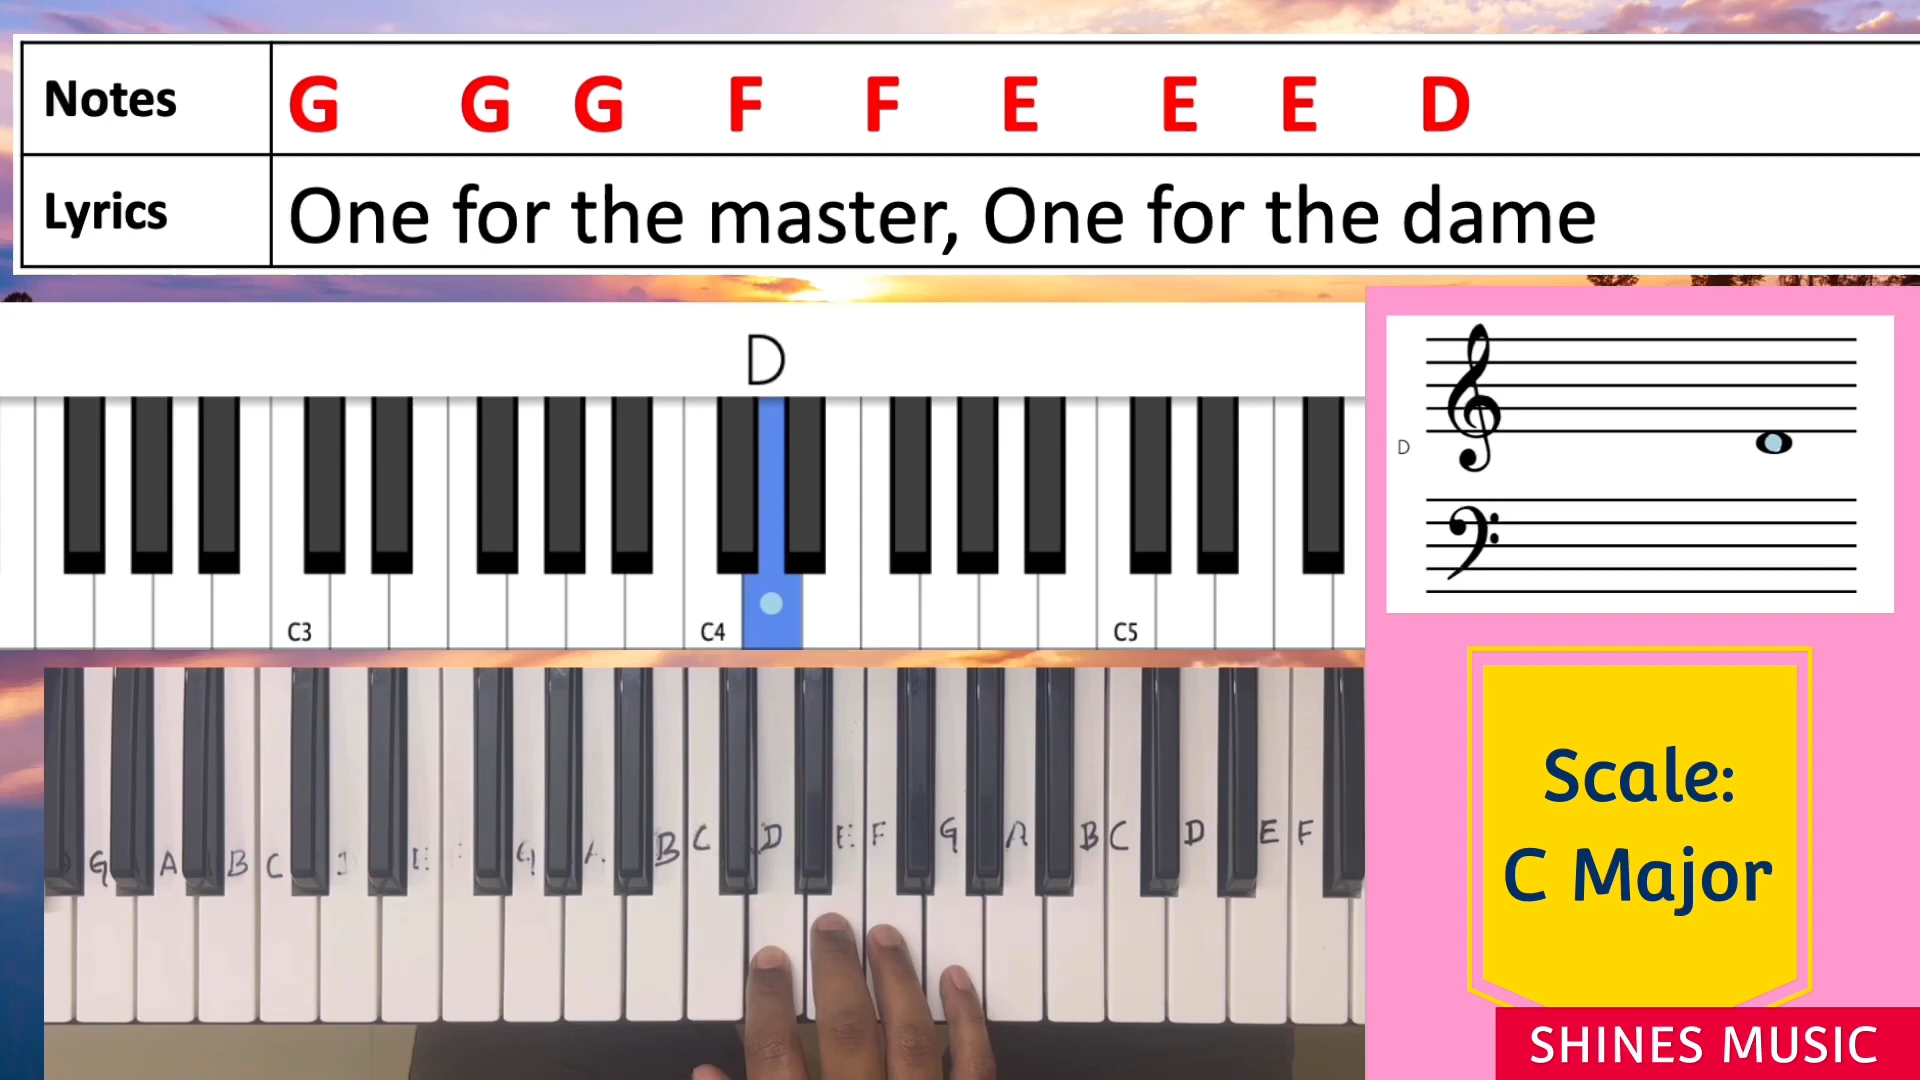 Notes G G G F F E E E D
Lyrics One for the master, One for the dame
D
D
C3 C4 C5
G A B C G A B C D E F G A B C D E F
Scale:
C Major
SHINES MUSIC